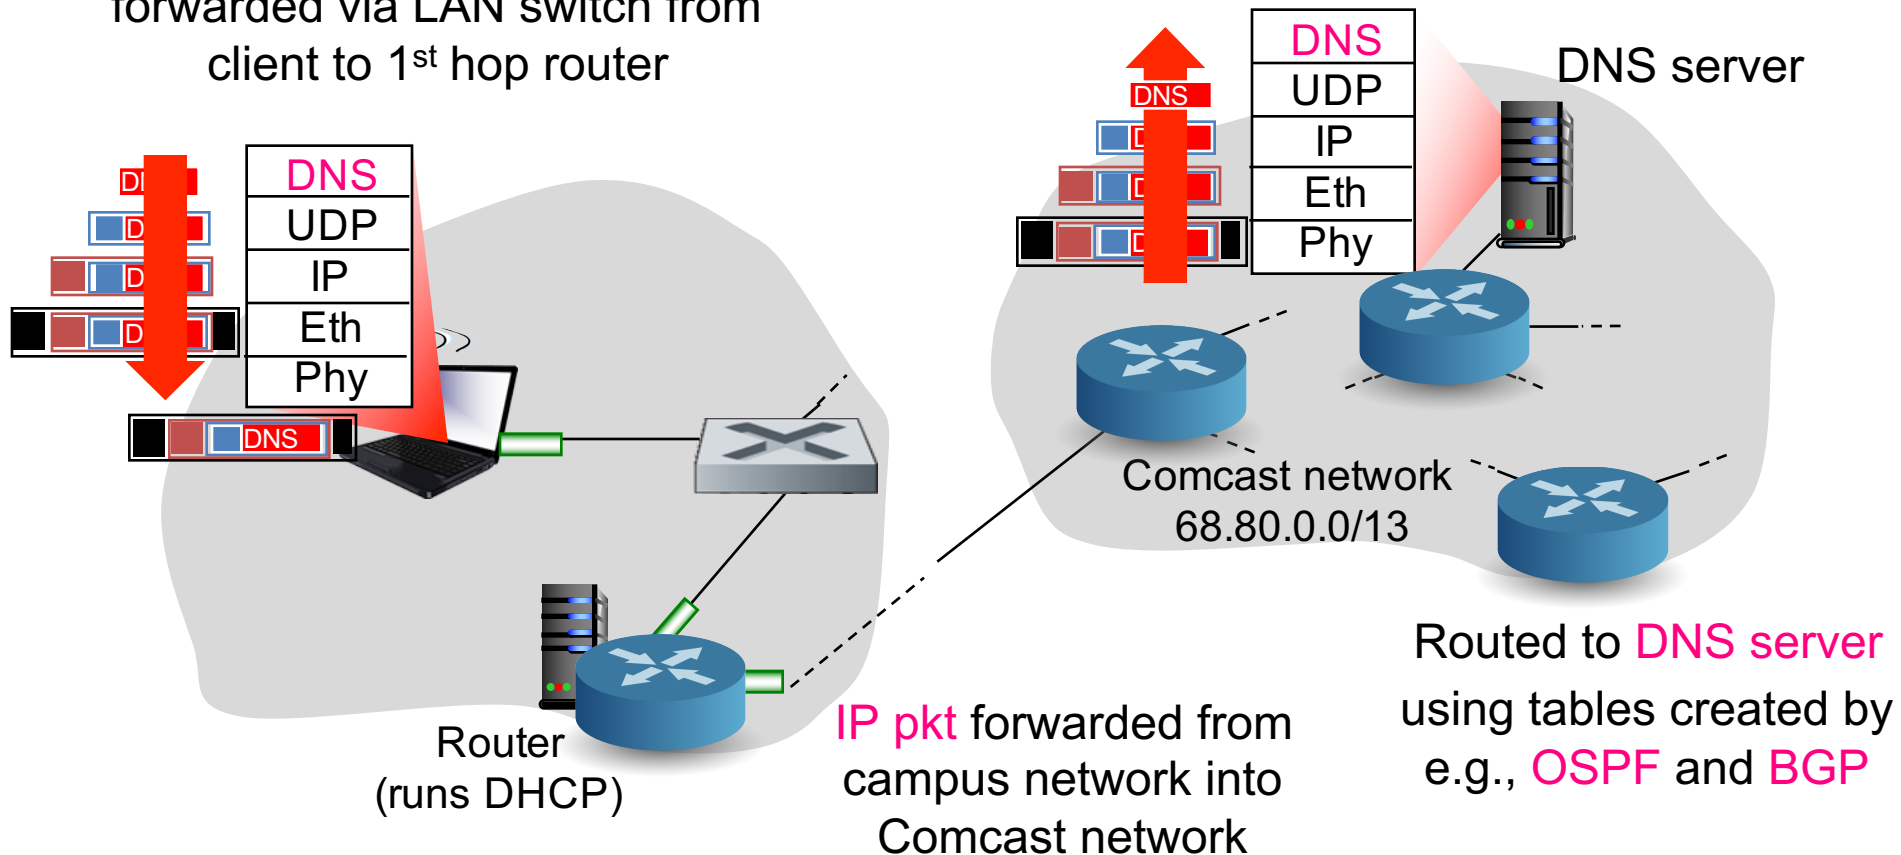 forwarded via LAN switch from
client to 1st hop router
DNS
UDP
IP
Eth
Phy
DNS
DNS
DNS
UDP
IP
Eth
Phy
DNS server
Comcast network
68.80.0.0/13
Router
(runs DHCP)
IP pkt forwarded from
campus network into
Comcast network
Routed to DNS server
using tables created by
e.g., OSPF and BGP